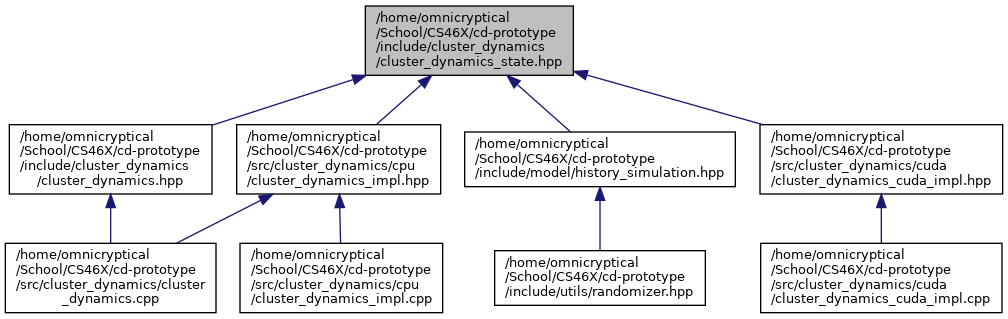 /home/omnicryptical
/School/CS46X/cd-prototype
/include/cluster_dynamics
/cluster_dynamics_state.hpp
/home/omnicryptical
/School/CS46X/cd-prototype
/include/cluster_dynamics
/cluster_dynamics.hpp
/home/omnicryptical
/School/CS46X/cd-prototype
/src/cluster_dynamics/cpu
/cluster_dynamics_impl.hpp
/home/omnicryptical
/School/CS46X/cd-prototype
/include/model/history_simulation.hpp
/home/omnicryptical
/School/CS46X/cd-prototype
/src/cluster_dynamics/cuda
/cluster_dynamics_cuda_impl.hpp
/home/omnicryptical
/School/CS46X/cd-prototype
/src/cluster_dynamics/cluster
_dynamics.cpp
/home/omnicryptical
/School/CS46X/cd-prototype
/src/cluster_dynamics/cpu
/cluster_dynamics_impl.cpp
/home/omnicryptical
/School/CS46X/cd-prototype
/include/utils/randomizer.hpp
/home/omnicryptical
/School/CS46X/cd-prototype
/src/cluster_dynamics/cuda
/cluster_dynamics_cuda_impl.cpp